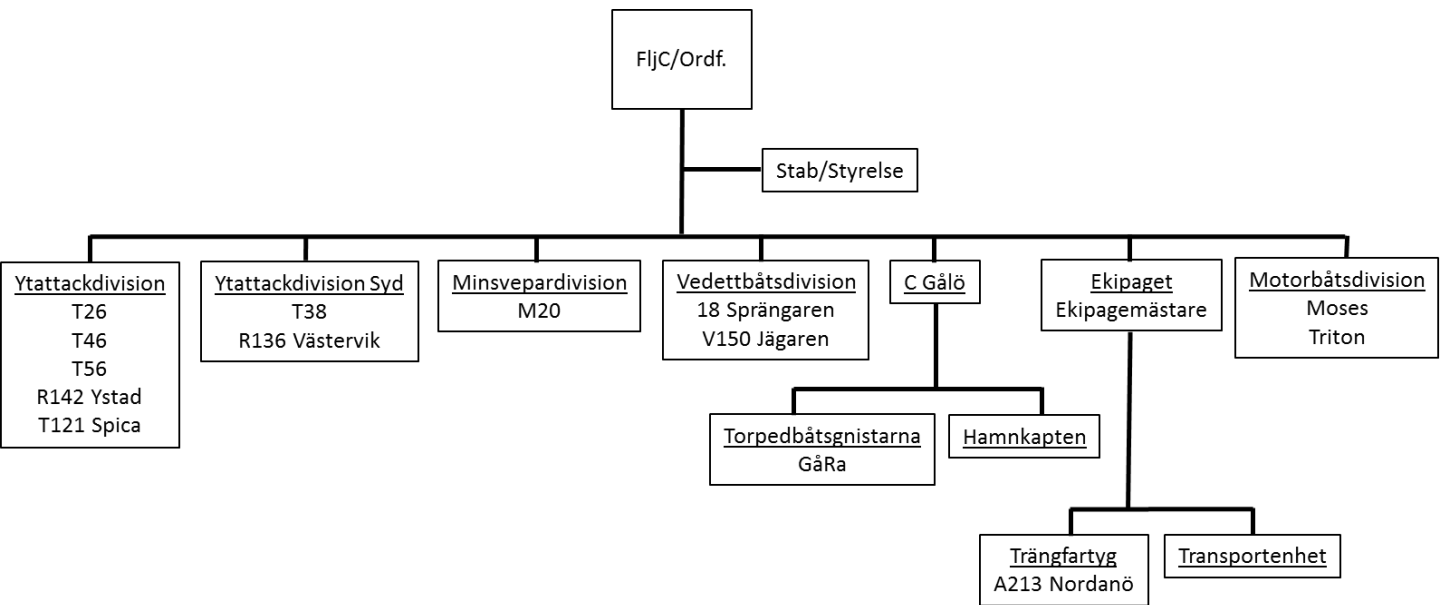 FljC/Ordf.
Stab/Styrelse
Ytattackdivision
T26
T46
T56
R142 Ystad
T121 Spica
Ytattackdivision Syd
T38
R136 Västervik
Minsvepardivision
M20
Vedettbåtsdivision
18 Sprängaren
V150 Jägaren
C Gålö
Ekipaget
Ekipagemästare
Motorbåtsdivision
Moses
Triton
Torpedbåtsgnistarna
GåRa
Hamnkapten
Trängfartyg
A213 Nordanö
Transportenhet